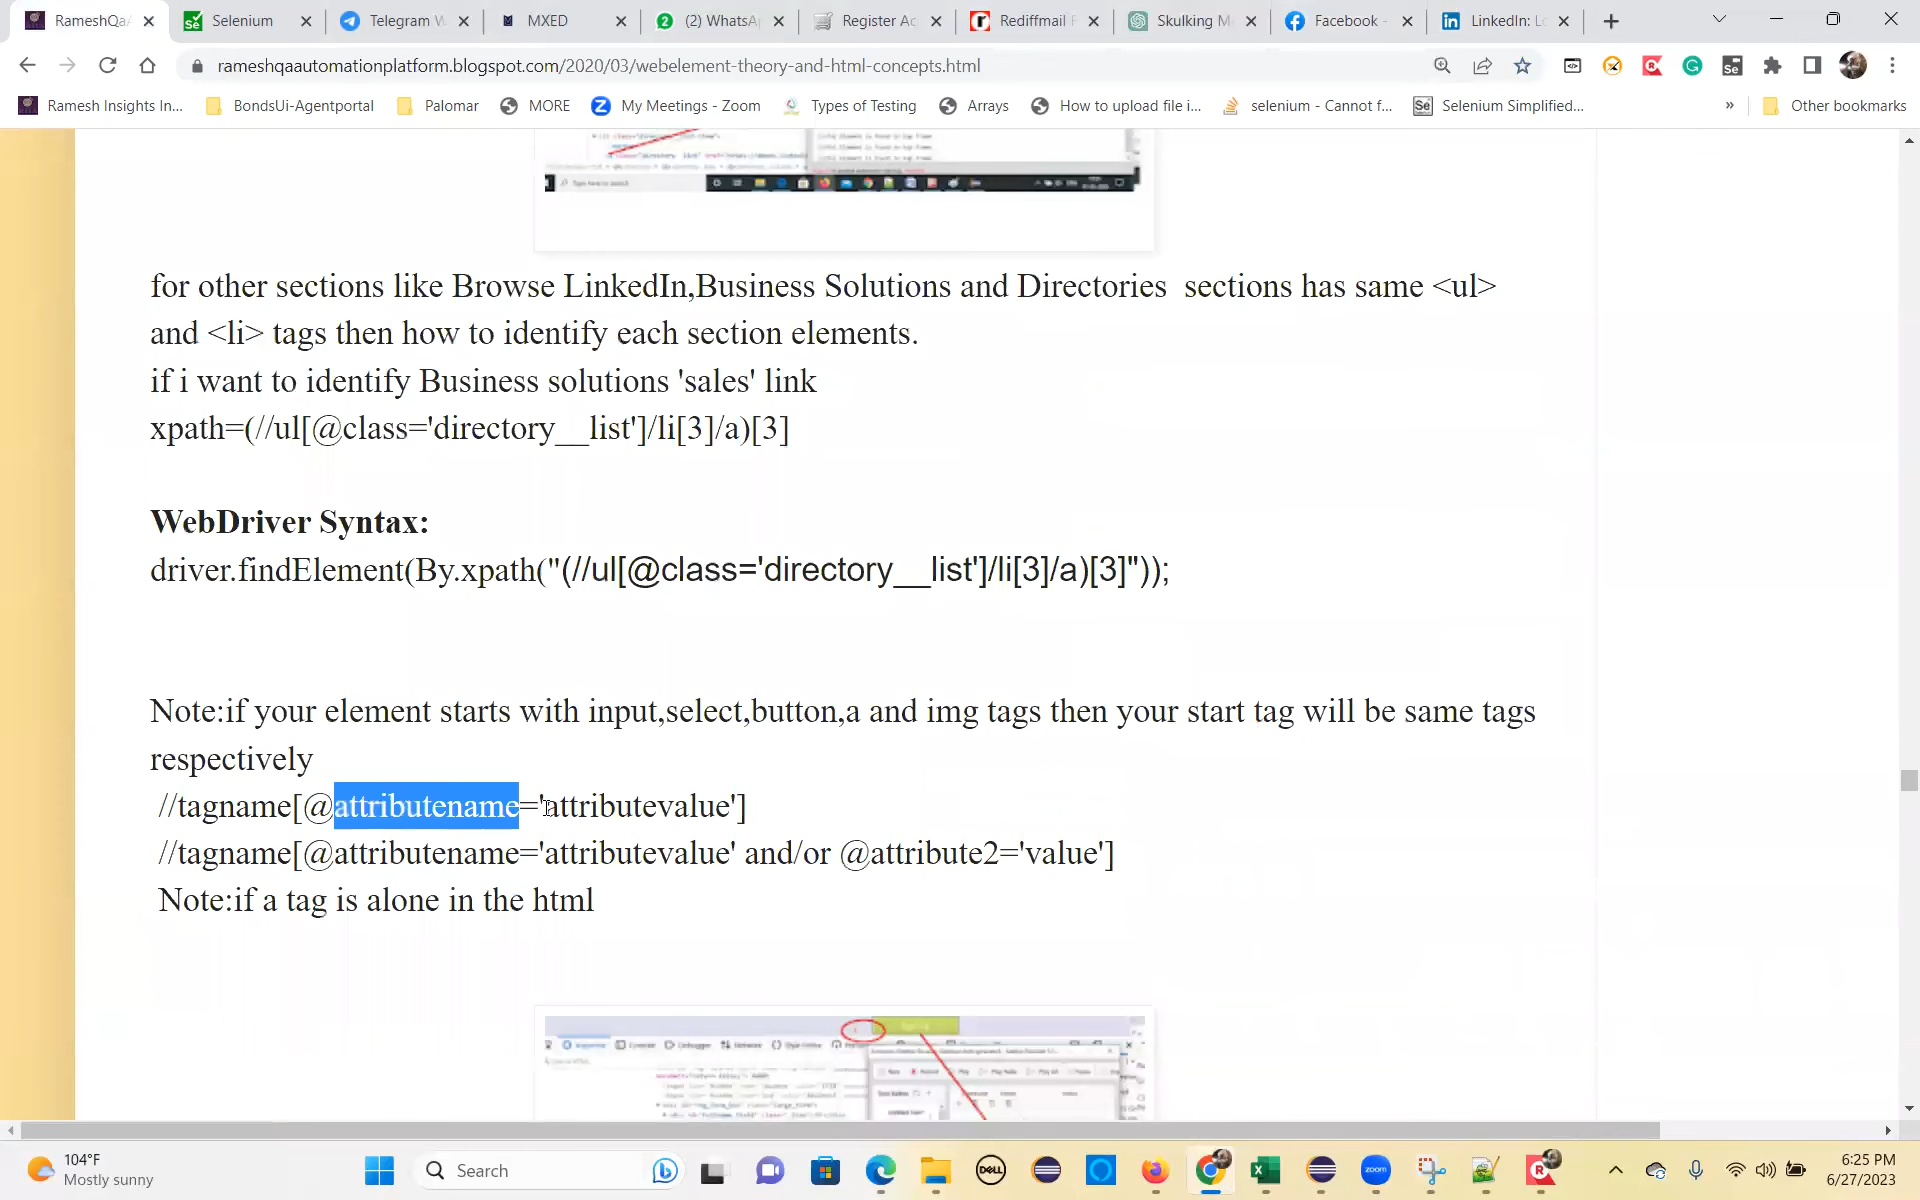 RameshQa
Selenium
Telegram W
MXED
(2) WhatsA
Register Ac
Rediffmail R
Skulking M
Facebook -
LinkedIn: Lo
rameshqaautomationplatform.blogspot.com/2020/03/webelement-theory-and-html-concepts.html
Ramesh Insights In...
BondsUi-Agentportal
Palomar
MORE
My Meetings - Zoom
Types of Testing
Arrays
How to upload file i...
selenium - Cannot f...
Selenium Simplified...
»
Other bookmarks
for other sections like Browse LinkedIn,Business Solutions and Directories sections has same <ul>
and <li> tags then how to identify each section elements.
if i want to identify Business solutions 'sales' link
xpath=(//ul[@class='directory__list']/li[3]/a)[3]
WebDriver Syntax:
driver.findElement(By.xpath("(//ul[@class='directory__list']/li[3]/a)[3]"));
Note:if your element starts with input,select,button,a and img tags then your start tag will be same tags
respectively
//tagname[@attributename='attributevalue']
//tagname[@attributename='attributevalue' and/or @attribute2='value']
Note:if a tag is alone in the html
104°F
Mostly sunny
Search
DELL
zoom
6:25 PM
6/27/2023